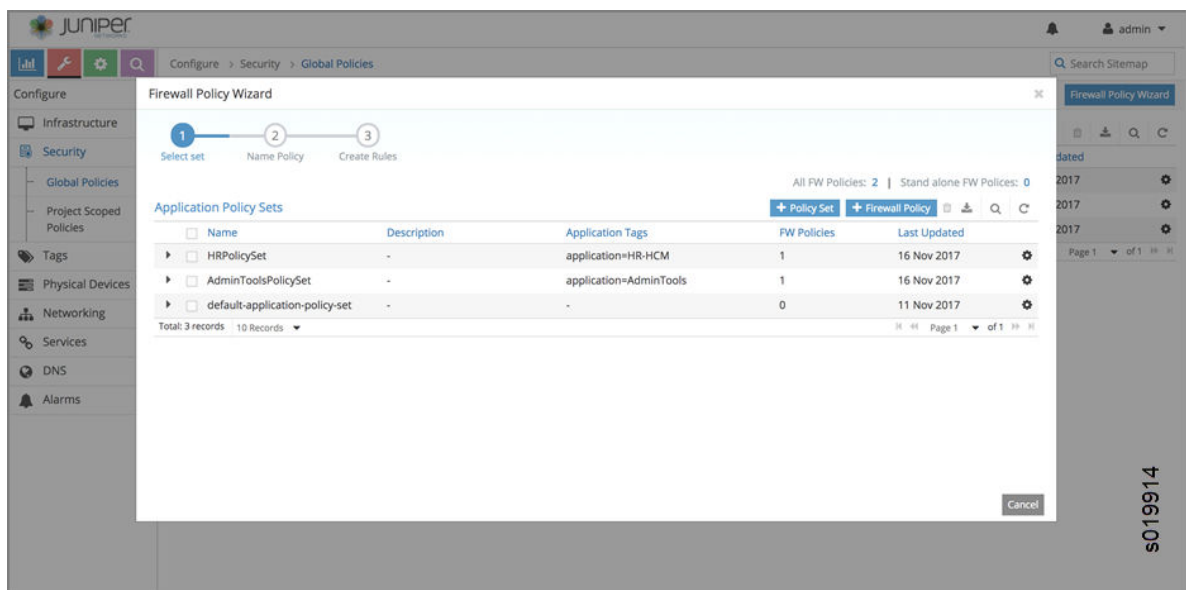 JUNIPEr
NETWORKS
admin
Configure > Security > Global Policies
Search Sitemap
Configure
Firewall Policy Wizard
Firewall Policy Wizard
Infrastructure
1 2 3
Security
Select set Name Policy Create Rules
dated
Global Policies
All FW Policies: 2 | Stand alone FW Polices: 0
2017
Project Scoped
Policies
Application Policy Sets
+ Policy Set + Firewall Policy
2017
Name Description Application Tags FW Policies Last Updated
2017
Tags
HRPolicySet - application=HR-HCM 1 16 Nov 2017
Page 1 of 1
Physical Devices
AdminToolsPolicySet - application=AdminTools 1 16 Nov 2017
Networking
default-application-policy-set - - 0 11 Nov 2017
Total: 3 records 10 Records Page 1 of 1
Services
DNS
Alarms
Cancel
s019914